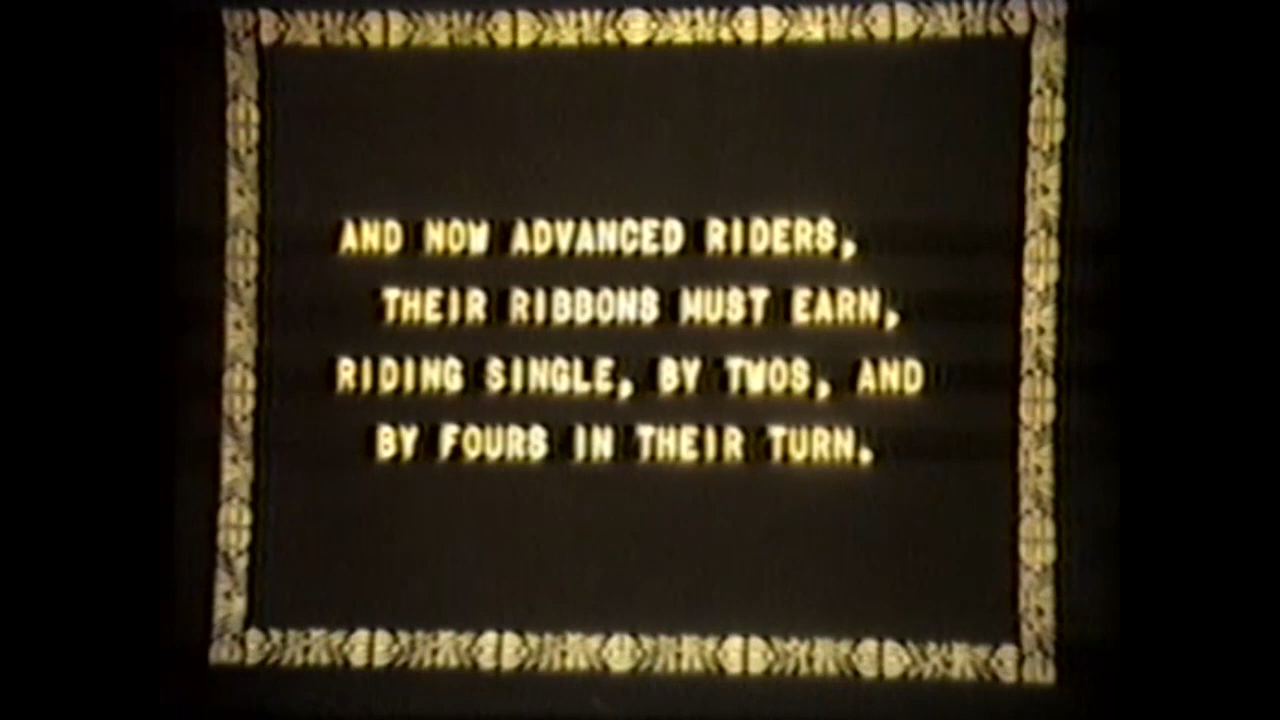 AND NOW ADVANCED RIDERS,
THEIR RIBBONS MUST EARN,
RIDING SINGLE, BY TWOS, AND
BY FOURS IN THEIR TURN.